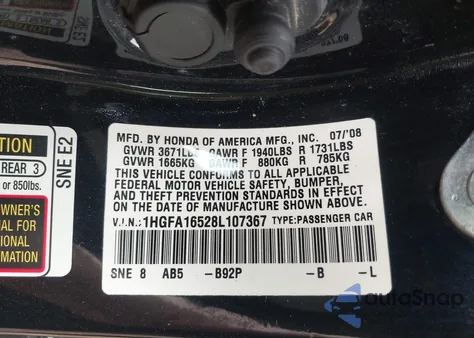 MFD. BY HONDA OF AMERICA MFG., INC. 07/'08
GVWR 3671LBS GAWR F 1940LBS R 1731LBS
GVWR 1665KG GAWR F 880KG R 785KG
THIS VEHICLE CONFORMS TO ALL APPLICABLE
FEDERAL MOTOR VEHICLE SAFETY, BUMPER,
AND THEFT PREVENTION STANDARDS IN EFFECT
ON THE DATE OF MANUFACTURE SHOWN ABOVE.
V.I.N.: 1HGFA16528L107367 TYPE: PASSENGER CAR
SNE 8 AB5 -B92P -B -L
SNE E2
TION
REAR 3
or 850lbs.
WNER'S
UAL FOR
IONAL
MATION
autoSnap